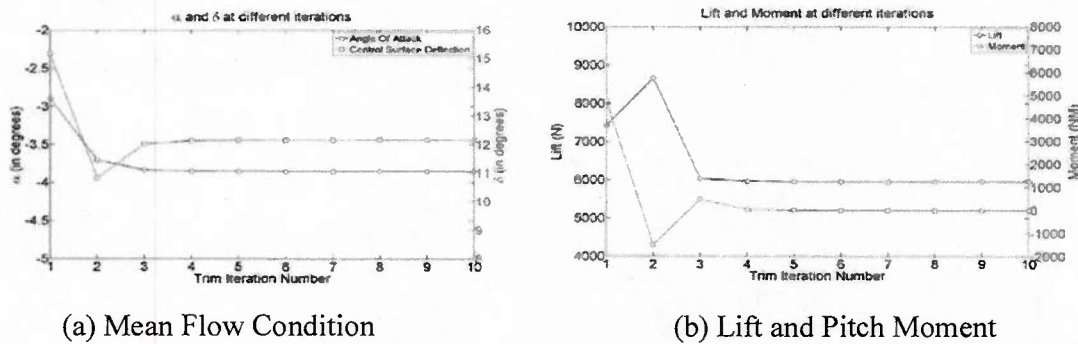 α and δ at different iterations
Angle Of Attack
Control Surface Deflection
-2
-2.5
-3
-3.5
-4
-4.5
-5
α (in degrees)
16
15
14
13
12
11
10
9
8
δ (in degrees)
1 2 3 4 5 6 7 8 9 10
Trim Iteration Number
(a) Mean Flow Condition
Lift and Moment at different iterations
Lift
Moment
10000
9000
8000
7000
6000
5000
4000
Lift (N)
8000
7000
6000
5000
4000
3000
2000
1000
0
-1000
-2000
Moment (NM)
1 2 3 4 5 6 7 8 9 10
Trim Iteration Number
(b) Lift and Pitch Moment